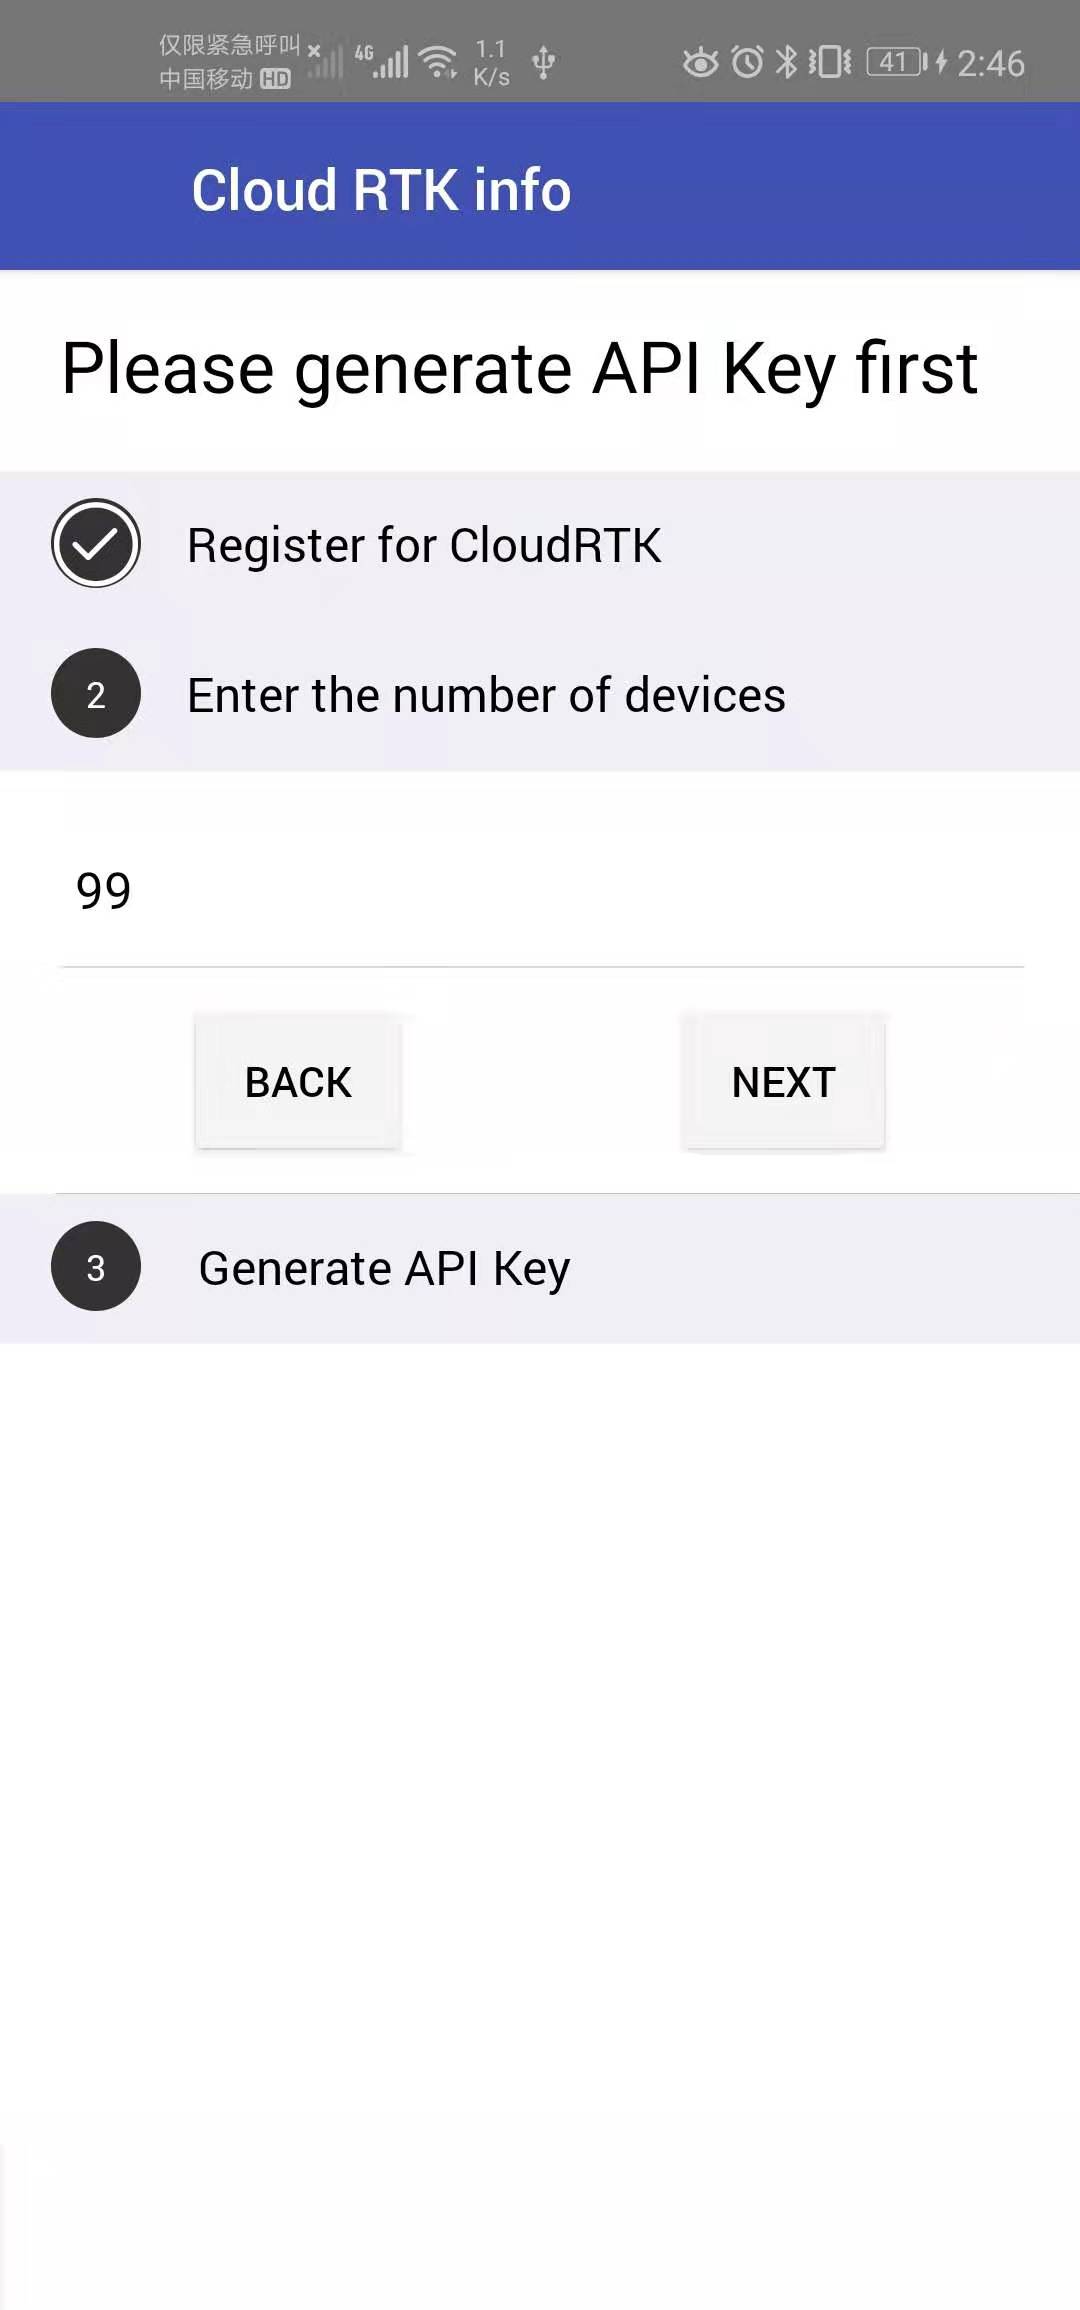 仅限紧急呼叫 4G 1.1 41 2:46
中国移动 HD K/s
Cloud RTK info
Please generate API Key first
Register for CloudRTK
2 Enter the number of devices
99
BACK NEXT
3 Generate API Key